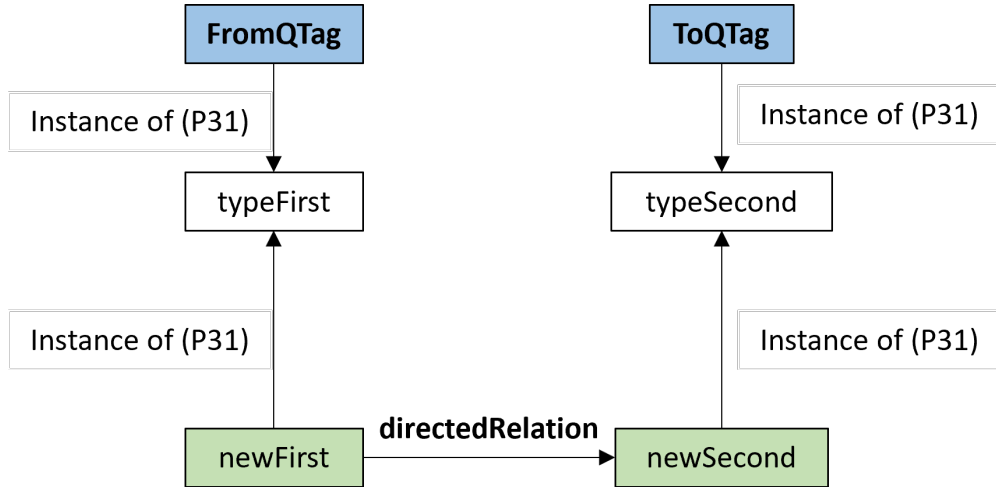 FromQTag
ToQTag
Instance of (P31)
Instance of (P31)
typeFirst
typeSecond
Instance of (P31)
Instance of (P31)
directedRelation
newFirst
newSecond